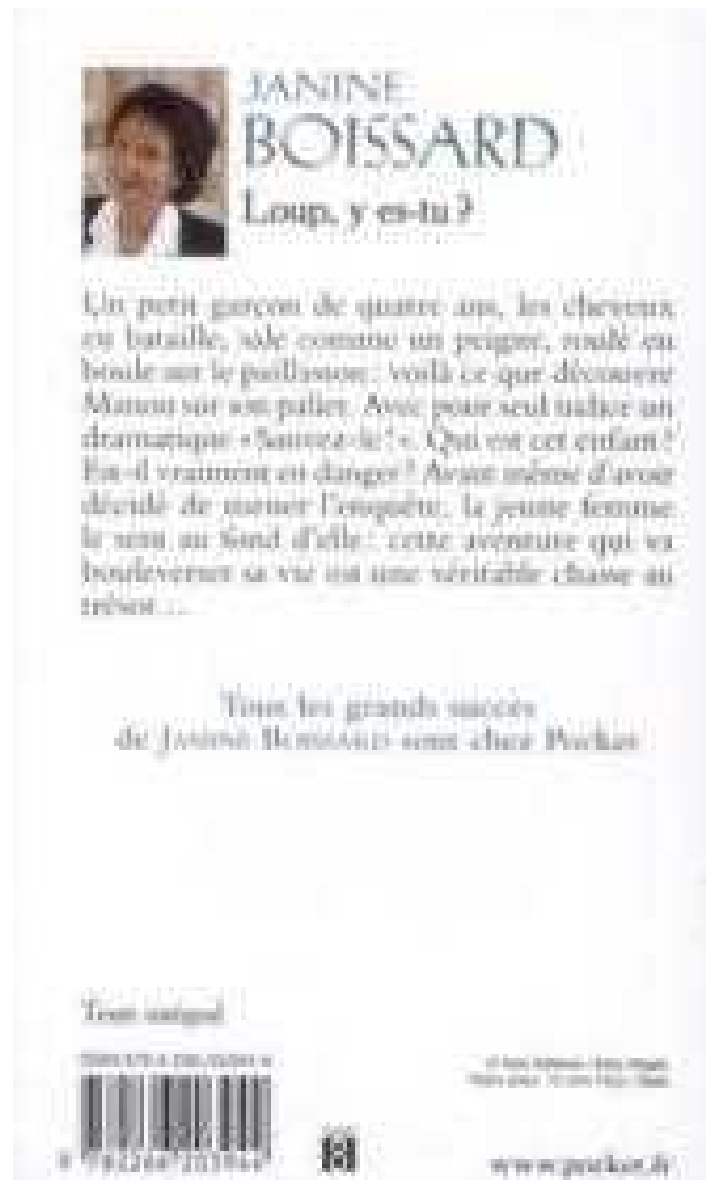 JANINE
BOISSARD
Loup, y es-tu ?
Un petit garçon de quatre ans, les cheveux
en bataille, sale comme un peigne, roulé en
boule sur le paillasson : voilà ce que découvre
Manou sur son palier. Avec pour seul indice un
dramatique « Sauvez-le ! ». Qui est cet enfant ?
Est-il vraiment en danger ? Avant même d'avoir
décidé de mener l'enquête, la jeune femme
le sent au fond d'elle : cette aventure qui va
bouleverser sa vie est une véritable chasse au
trésor...
Tous les grands succès
de JANINE BOISSARD sont chez Pocket
www.pocket.fr